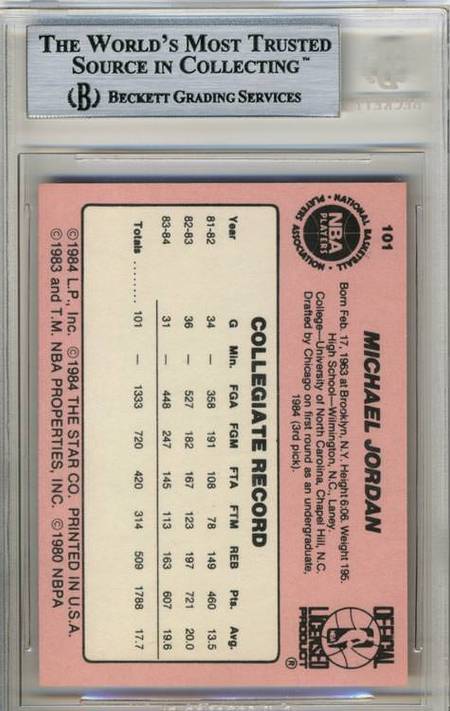 THE WORLD'S MOST TRUSTED
SOURCE IN COLLECTING™
(B) BECKETT GRADING SERVICES
101
NATIONAL BASKETBALL
PLAYERS ASSOCIATION
NBA
PLAYERS
MICHAEL JORDAN
Born Feb. 17, 1963 at Brooklyn, N.Y. Height 6:06. Weight 195.
High School—Wilmington, N.C., Laney.
College—University of North Carolina, Chapel Hill, N.C.
Drafted by Chicago on first round as an undergraduate,
1984 (3rd pick).
OFFICIAL
LICENSED
PRODUCT
®
COLLEGIATE RECORD
Year G Min. FGA FGM FTA FTM REB Pts. Avg.
81-82 34 — 358 191 108 78 149 460 13.5
82-83 36 — 527 182 167 123 197 721 20.0
83-84 31 — 448 247 145 113 163 607 19.6
Totals ........ 101 — 1333 720 420 314 509 1788 17.7
©1984 L.P., Inc. ©1984 THE STAR CO. PRINTED IN U.S.A.
©1983 and T.M. NBA PROPERTIES, INC. ©1980 NBPA